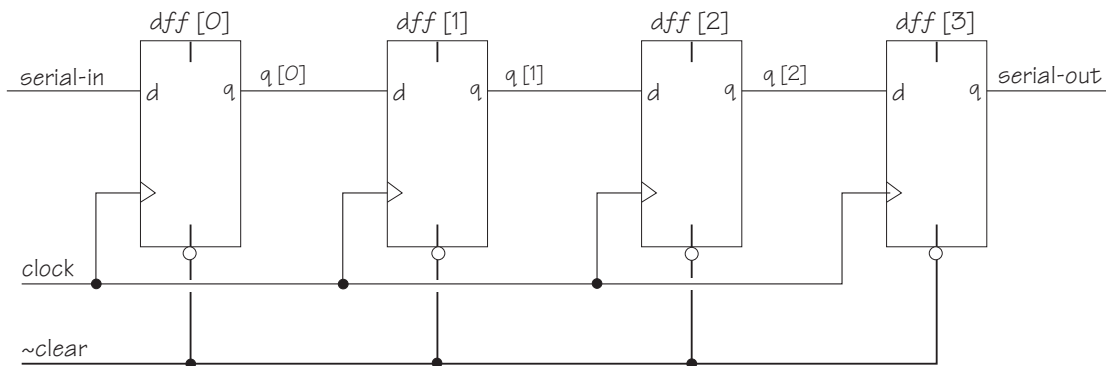 dff [0] dff [1] dff [2] dff [3]
serial-in q [0] q [1] q [2] serial-out
d q d q d q d q
clock
~clear